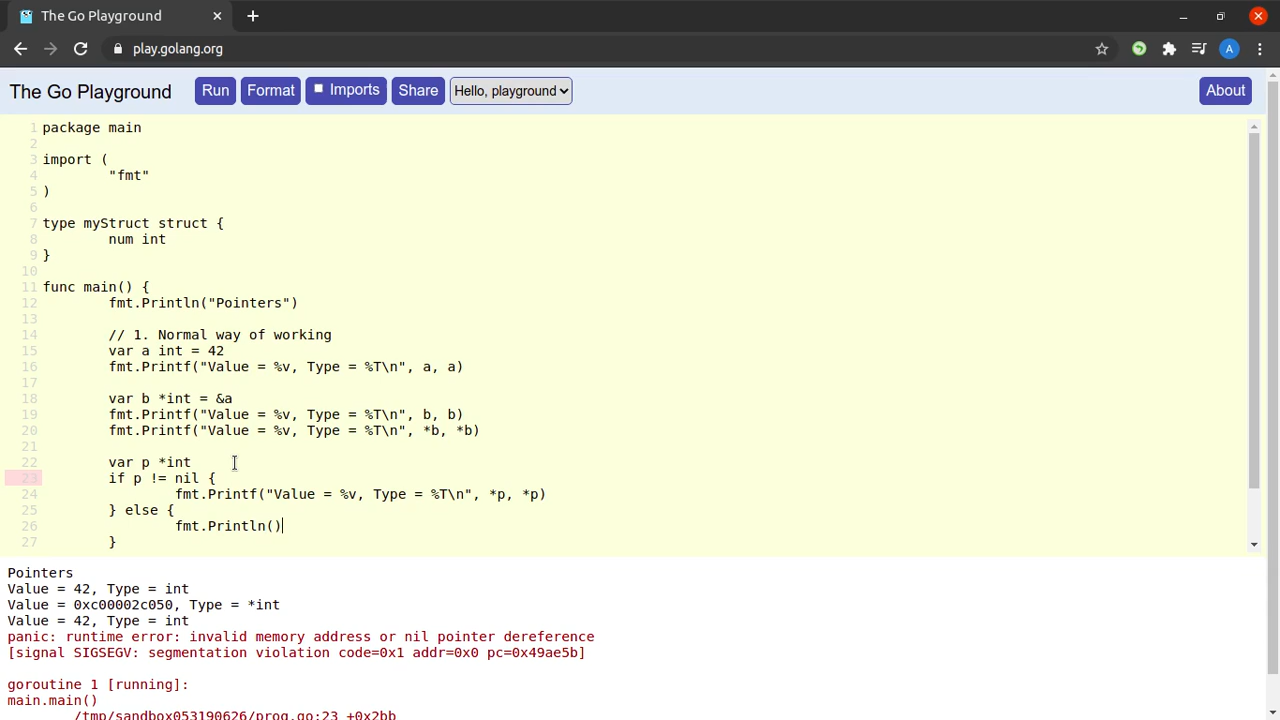 The Go Playground
play.golang.org
A
The Go Playground Run Format Imports Share Hello, playground About
1 package main
2
3 import (
4 "fmt"
5 )
6
7 type myStruct struct {
8 num int
9 }
10
11 func main() {
12 fmt.Println("Pointers")
13
14 // 1. Normal way of working
15 var a int = 42
16 fmt.Printf("Value = %v, Type = %T\n", a, a)
17
18 var b *int = &a
19 fmt.Printf("Value = %v, Type = %T\n", b, b)
20 fmt.Printf("Value = %v, Type = %T\n", *b, *b)
21
22 var p *int
23 if p != nil {
24 fmt.Printf("Value = %v, Type = %T\n", *p, *p)
25 } else {
26 fmt.Println()
27 }
Pointers
Value = 42, Type = int
Value = 0xc00002c050, Type = *int
Value = 42, Type = int
panic: runtime error: invalid memory address or nil pointer dereference
[signal SIGSEGV: segmentation violation code=0x1 addr=0x0 pc=0x49ae5b]
goroutine 1 [running]:
main.main()
/tmp/sandbox053190626/prog.go:23 +0x2bb